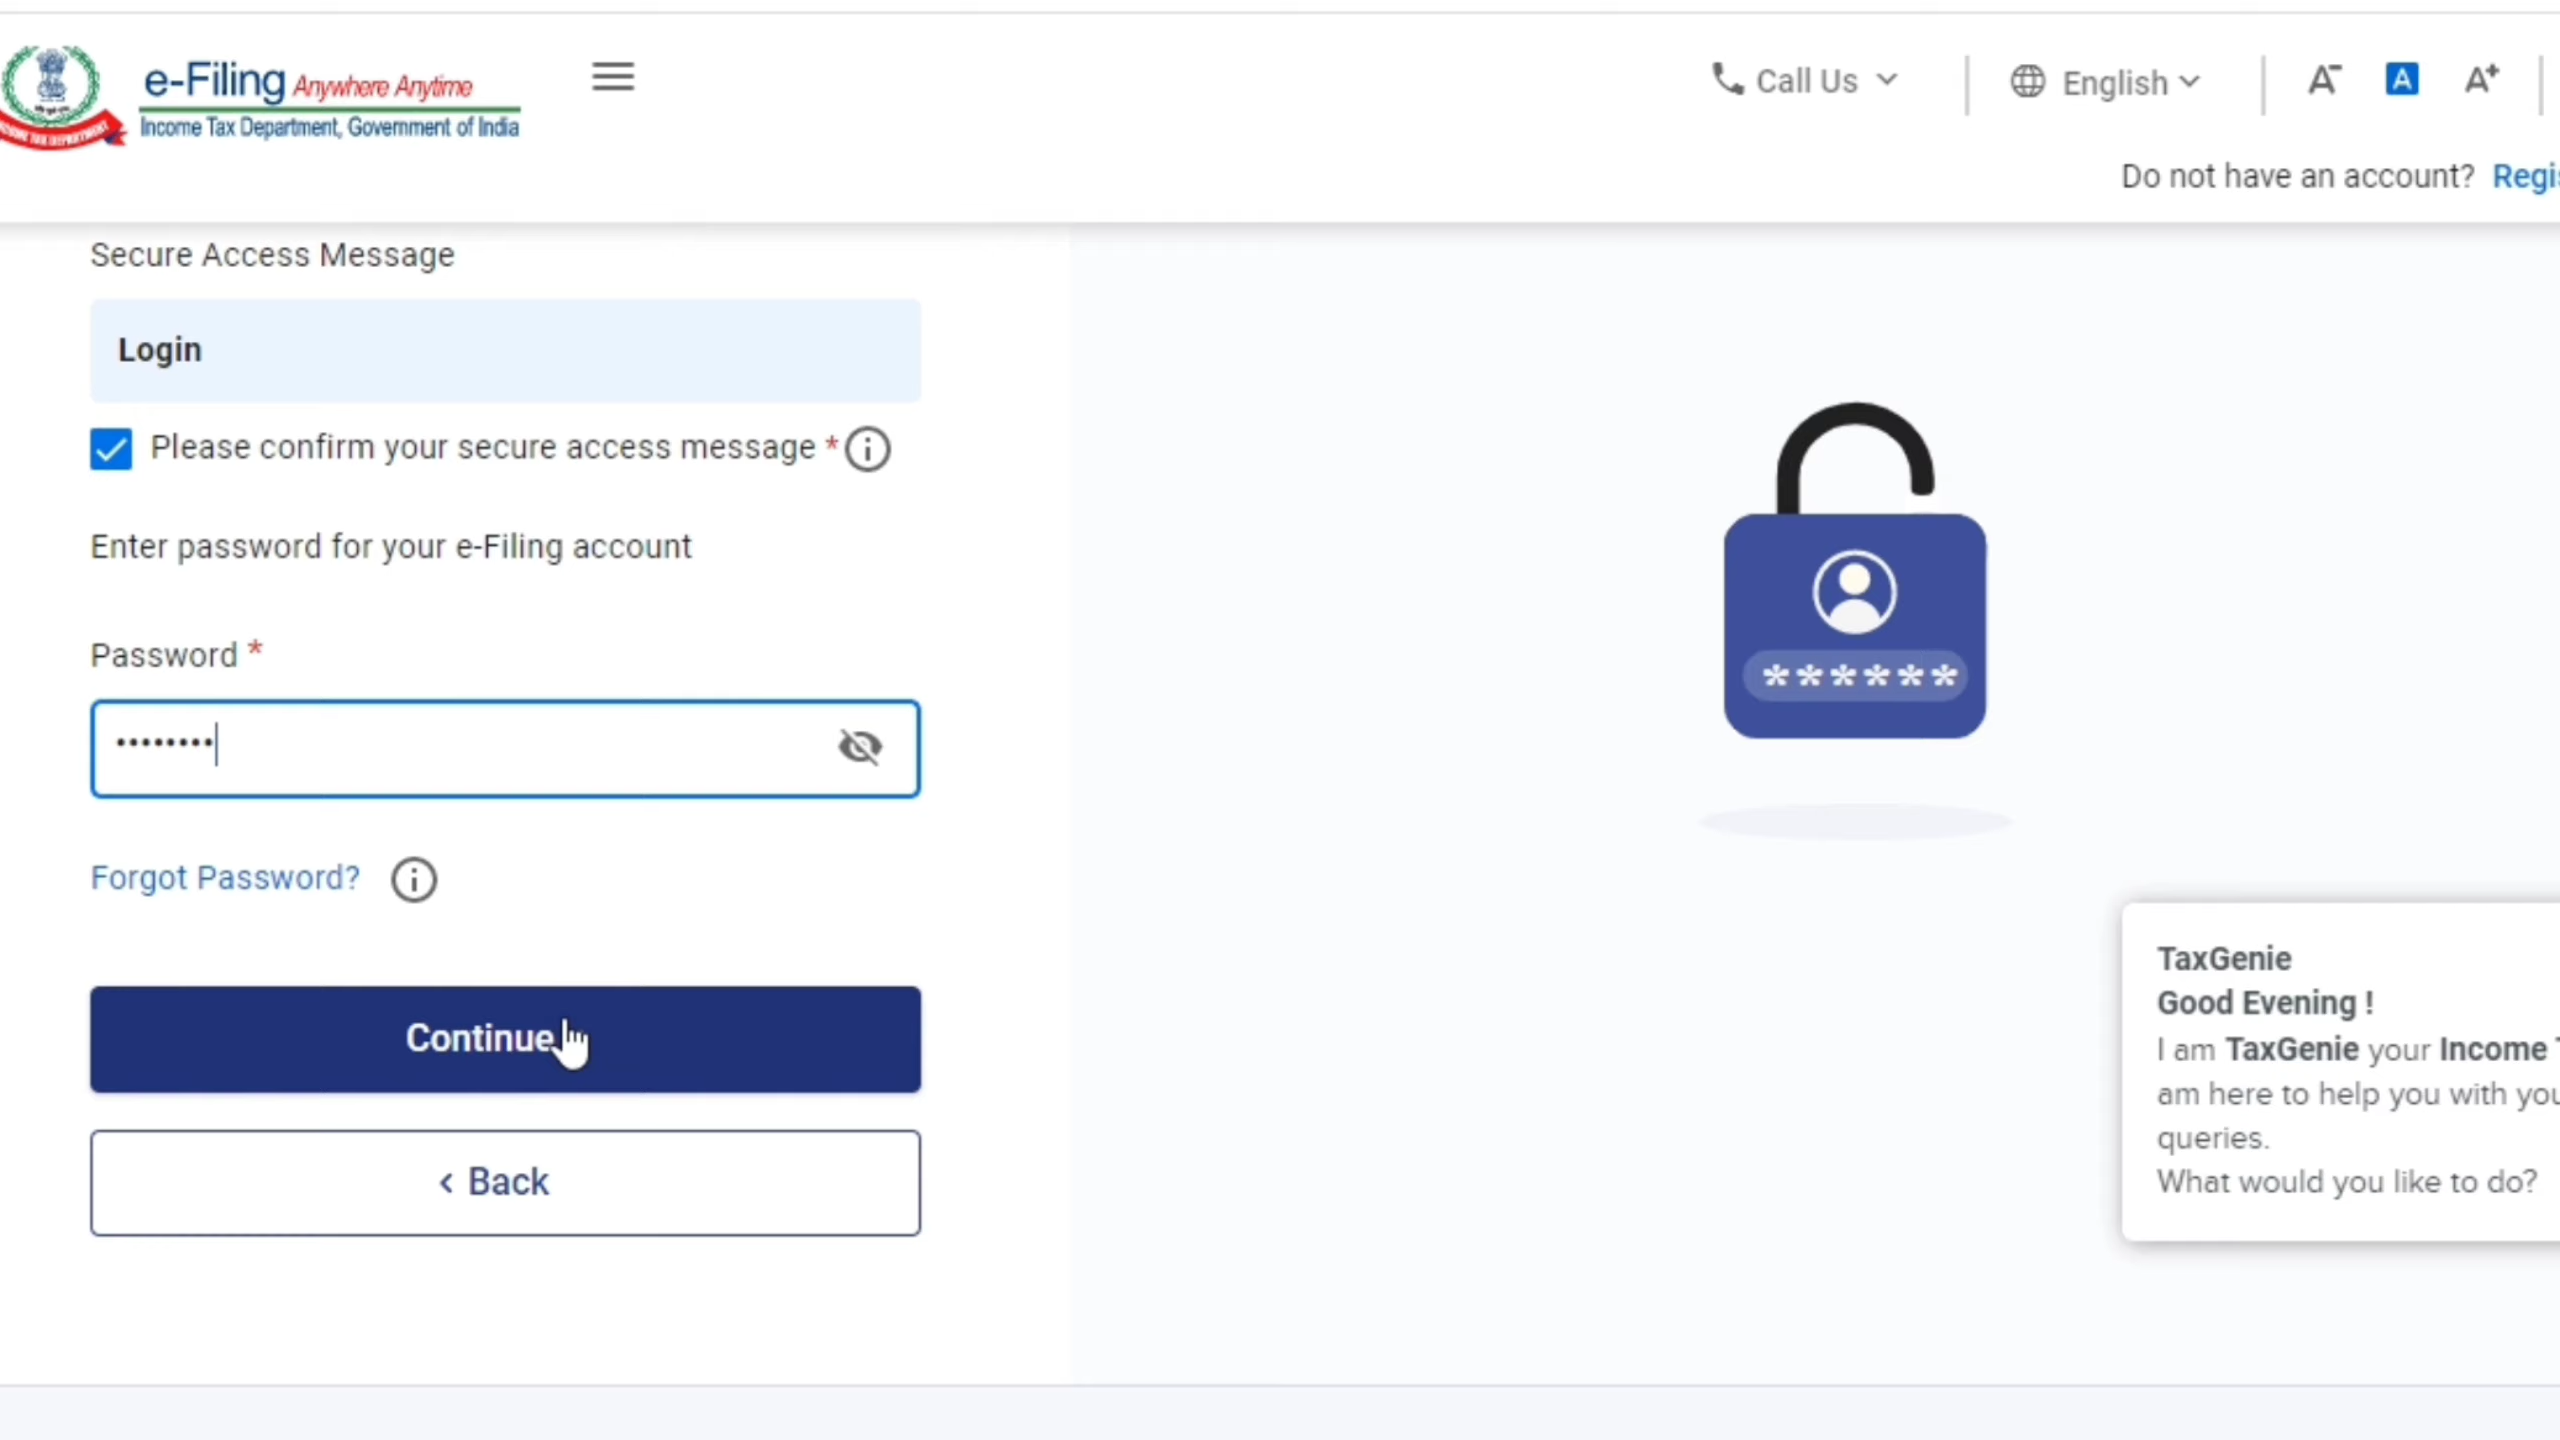 e-Filing Anywhere Anytime
Income Tax Department, Government of India
Call Us
English
A-
A
A+
Do not have an account?
Secure Access Message
Login
Please confirm your secure access message *
Enter password for your e-Filing account
Password *
••••••••
******
Forgot Password?
Continue
< Back
TaxGenie
Good Evening !
I am TaxGenie your Income
am here to help you with
queries.
What would you like to do?